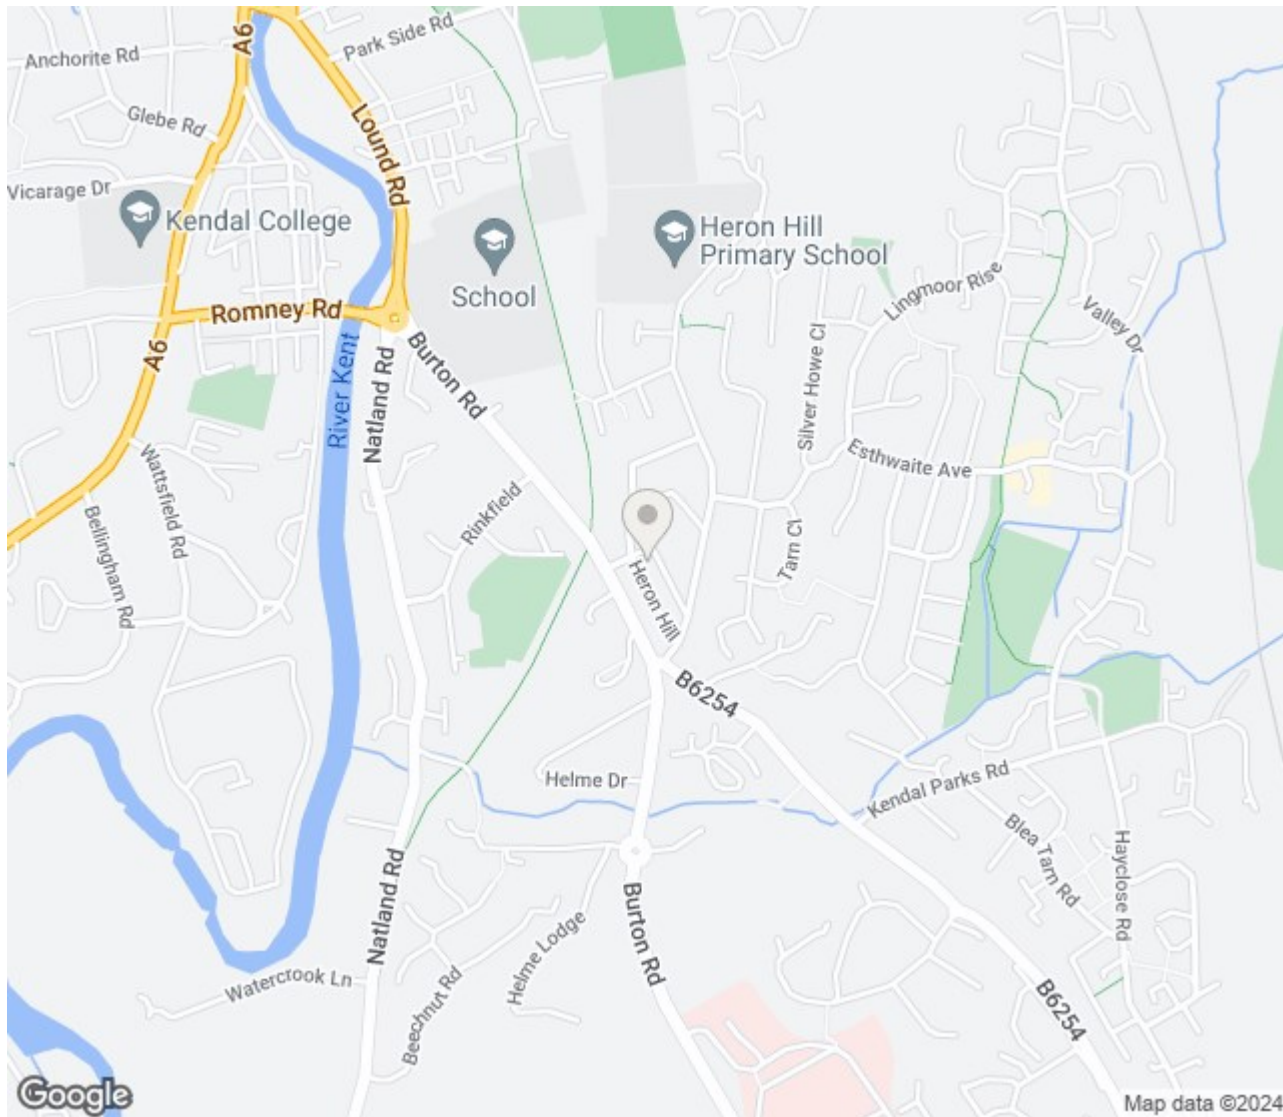 A6
Park Side Rd
Anchorite Rd
Glebe Rd
Lound Rd
Vicarage Dr
Kendal College
School
Heron Hill
Primary School
Lingmoor Rise
Valley Dr
Romney Rd
A6
River Kent
Natland Rd
Burton Rd
Silver Howe Cl
Esthwaite Ave
Wattsfield Rd
Bellingham Rd
Rinkfield
Tarn Cl
Heron Hill
B6254
Helme Dr
Kendal Parks Rd
Blea Tarn Rd
Hayclose Rd
Natland Rd
Burton Rd
Helme Lodge
Watercrook Ln
Beechnut Rd
B6254
Google
Map data ©2024